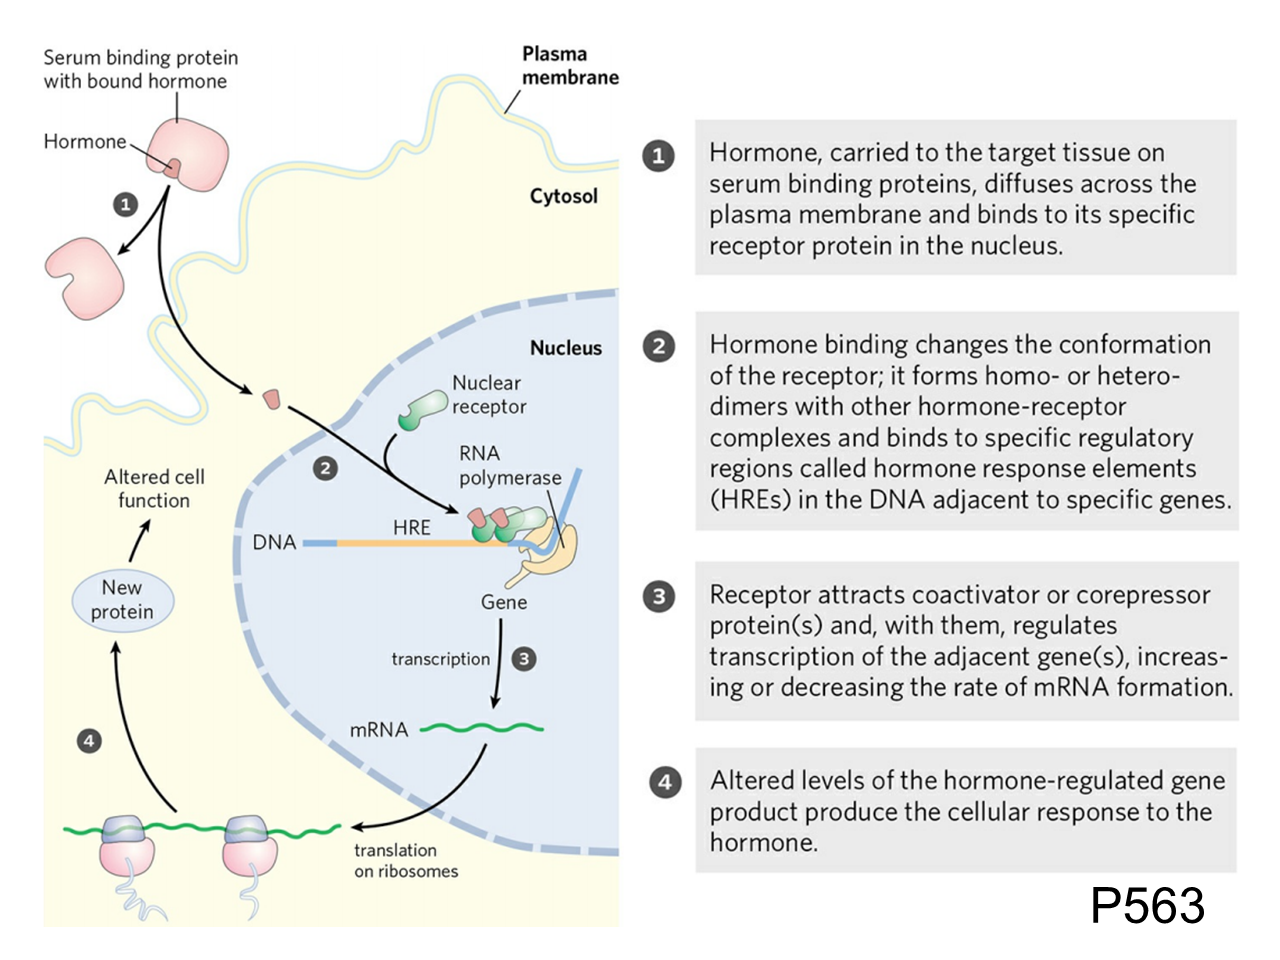 Serum binding protein
with bound hormone
Plasma
membrane
Hormone
1
Cytosol
Nucleus
Nuclear
receptor
2
RNA
polymerase
Altered cell
function
HRE
DNA
New
protein
Gene
transcription
3
mRNA
4
translation
on ribosomes
1
Hormone, carried to the target tissue on
serum binding proteins, diffuses across the
plasma membrane and binds to its specific
receptor protein in the nucleus.
2
Hormone binding changes the conformation
of the receptor; it forms homo- or hetero-
dimers with other hormone-receptor
complexes and binds to specific regulatory
regions called hormone response elements
(HREs) in the DNA adjacent to specific genes.
3
Receptor attracts coactivator or corepressor
protein(s) and, with them, regulates
transcription of the adjacent gene(s), increas-
ing or decreasing the rate of mRNA formation.
4
Altered levels of the hormone-regulated gene
product produce the cellular response to the
hormone.
P563